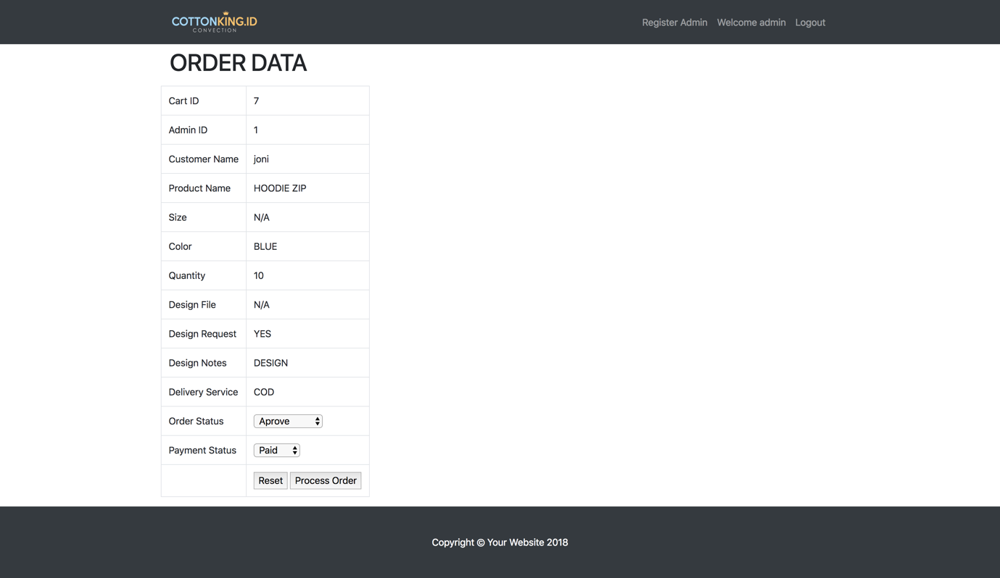 COTTONKING.ID
CONVECTION
Register Admin Welcome admin Logout
ORDER DATA
Cart ID 7
Admin ID 1
Customer Name joni
Product Name HOODIE ZIP
Size N/A
Color BLUE
Quantity 10
Design File N/A
Design Request YES
Design Notes DESIGN
Delivery Service COD
Order Status Aprove
Payment Status Paid
Reset Process Order
Copyright © Your Website 2018